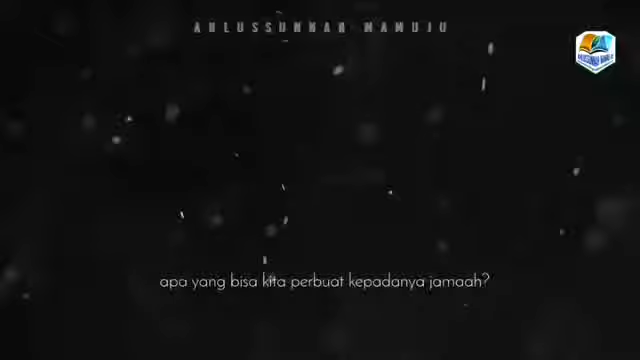 AHLUSSUNNAH MAMUJU
apa yang bisa kita perbuat kepadanya jamaah?